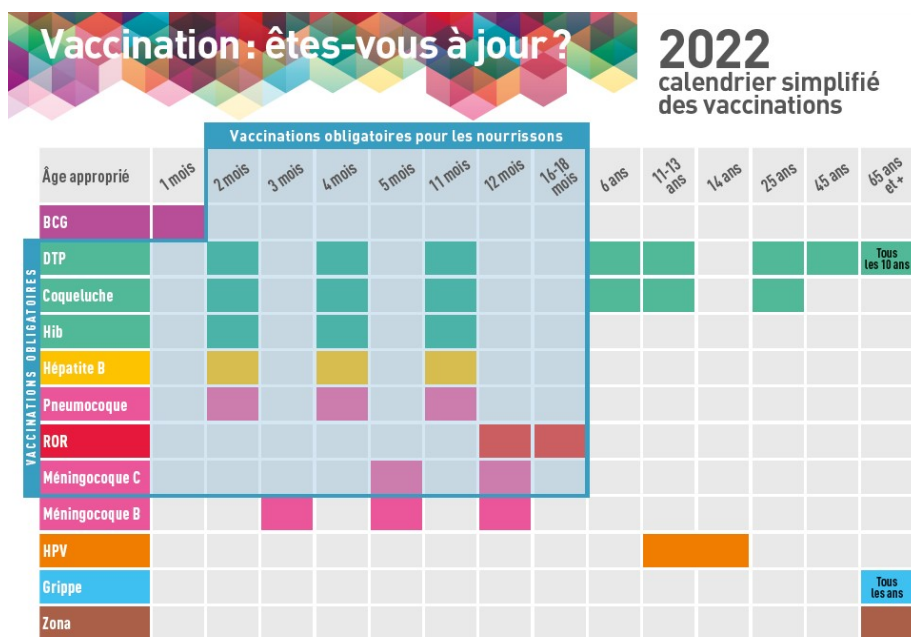 Vaccination : êtes-vous à jour ?
2022
calendrier simplifié
des vaccinations
Vaccinations obligatoires pour les nourrissons
Âge approprié
1 mois
2 mois
3 mois
4 mois
5 mois
11 mois
12 mois
16-18
mois
6 ans
11-13
ans
14 ans
25 ans
45 ans
65 ans
et +
VACCINATIONS OBLIGATOIRES
BCG
DTP
Tous
les 10 ans
Coqueluche
Hib
Hépatite B
Pneumocoque
ROR
Méningocoque C
Méningocoque B
HPV
Grippe
Tous
les ans
Zona